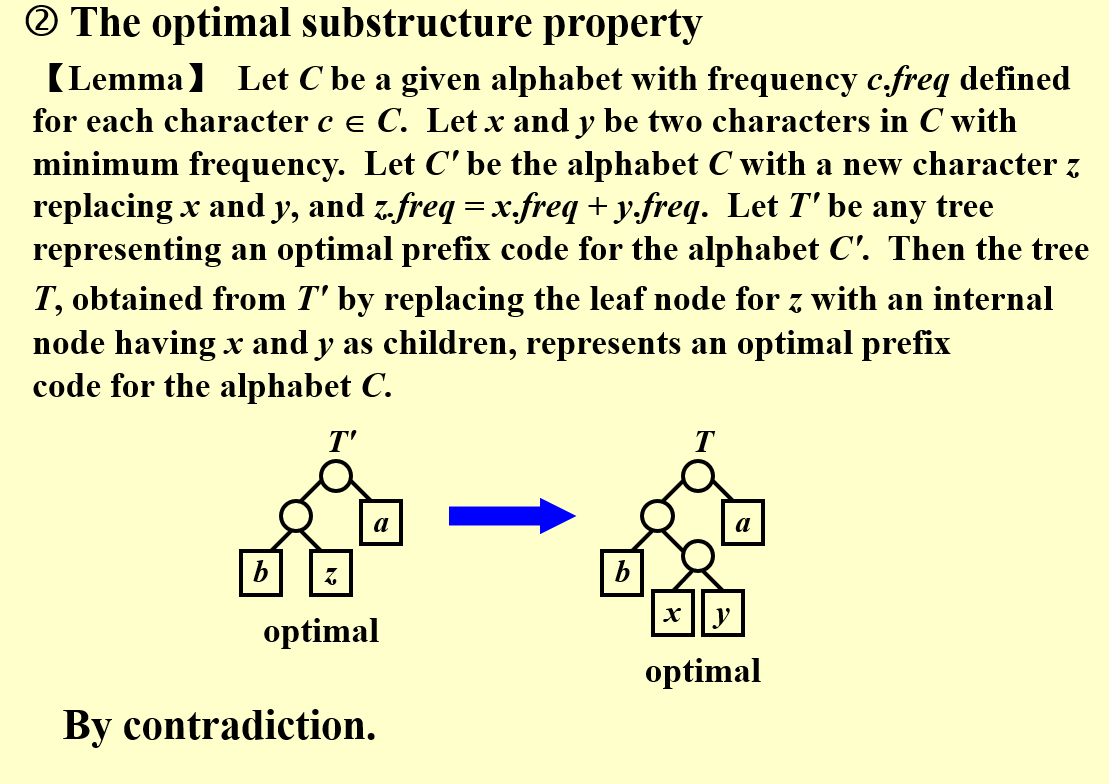 ② The optimal substructure property
【Lemma】 Let C be a given alphabet with frequency c.freq defined
for each character c ∈ C. Let x and y be two characters in C with
minimum frequency. Let C′ be the alphabet C with a new character z
replacing x and y, and z.freq = x.freq + y.freq. Let T′ be any tree
representing an optimal prefix code for the alphabet C′. Then the tree
T, obtained from T′ by replacing the leaf node for z with an internal
node having x and y as children, represents an optimal prefix
code for the alphabet C.
T′
a
b
z
optimal
T
a
b
x
y
optimal
By contradiction.